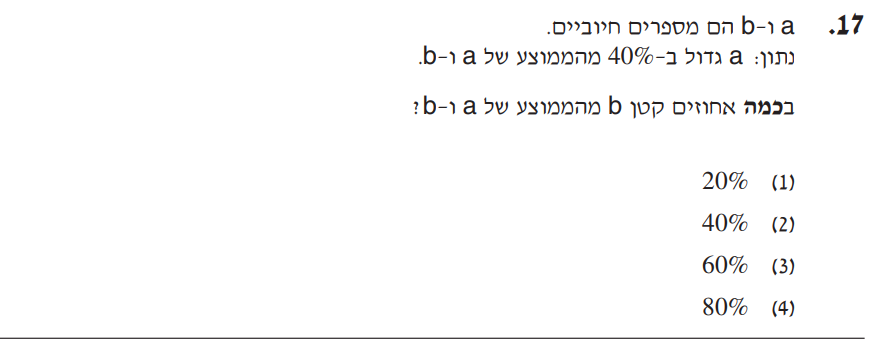 17. a ו-b הם מספרים חיוביים.
נתון: a גדול ב-40% מהממוצע של a ו-b.
בכמה אחוזים קטן b מהממוצע של a ו-b?
(1) 20%
(2) 40%
(3) 60%
(4) 80%